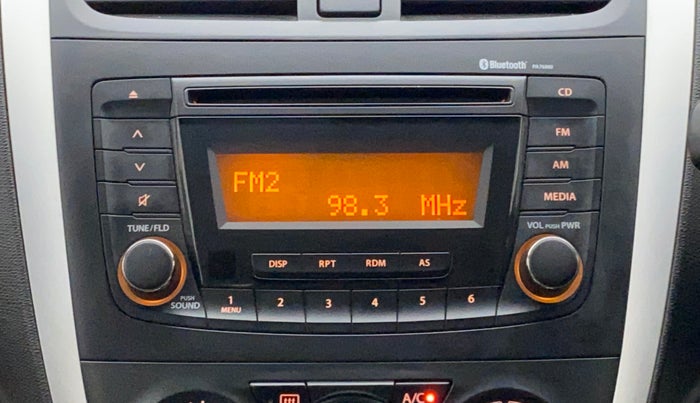 Bluetooth
CD
FM
FM2
AM
98.3 MHz
MEDIA
TUNE/FLD
VOL PUSH PWR
DISP RPT RDM AS
PUSH SOUND
1 MENU
2 3 4 5 6
A/C